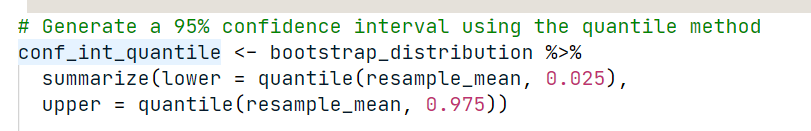 # Generate a 95% confidence interval using the quantile method
conf_int_quantile <- bootstrap_distribution %>%
  summarize(lower = quantile(resample_mean, 0.025),
  upper = quantile(resample_mean, 0.975))